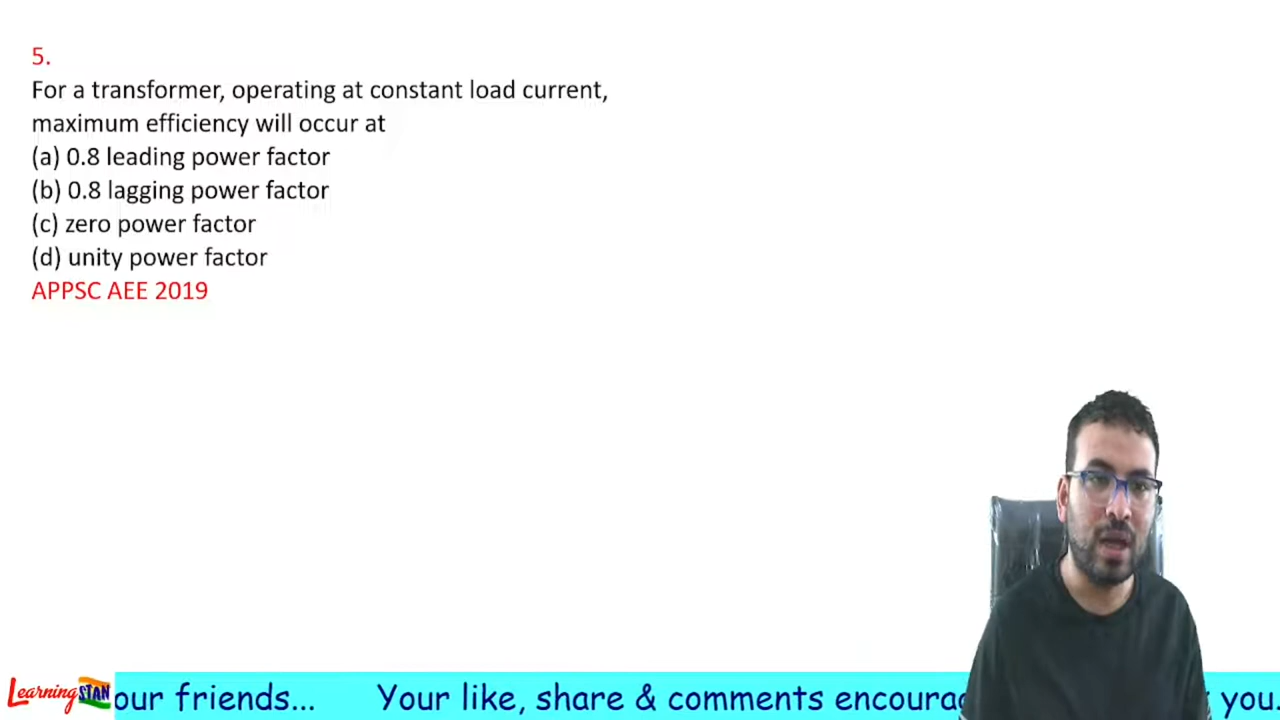 5.
For a transformer, operating at constant load current,
maximum efficiency will occur at
(a) 0.8 leading power factor
(b) 0.8 lagging power factor
(c) zero power factor
(d) unity power factor
APPSC AEE 2019
LearningSTAN
our friends... Your like, share & comments encourag you.